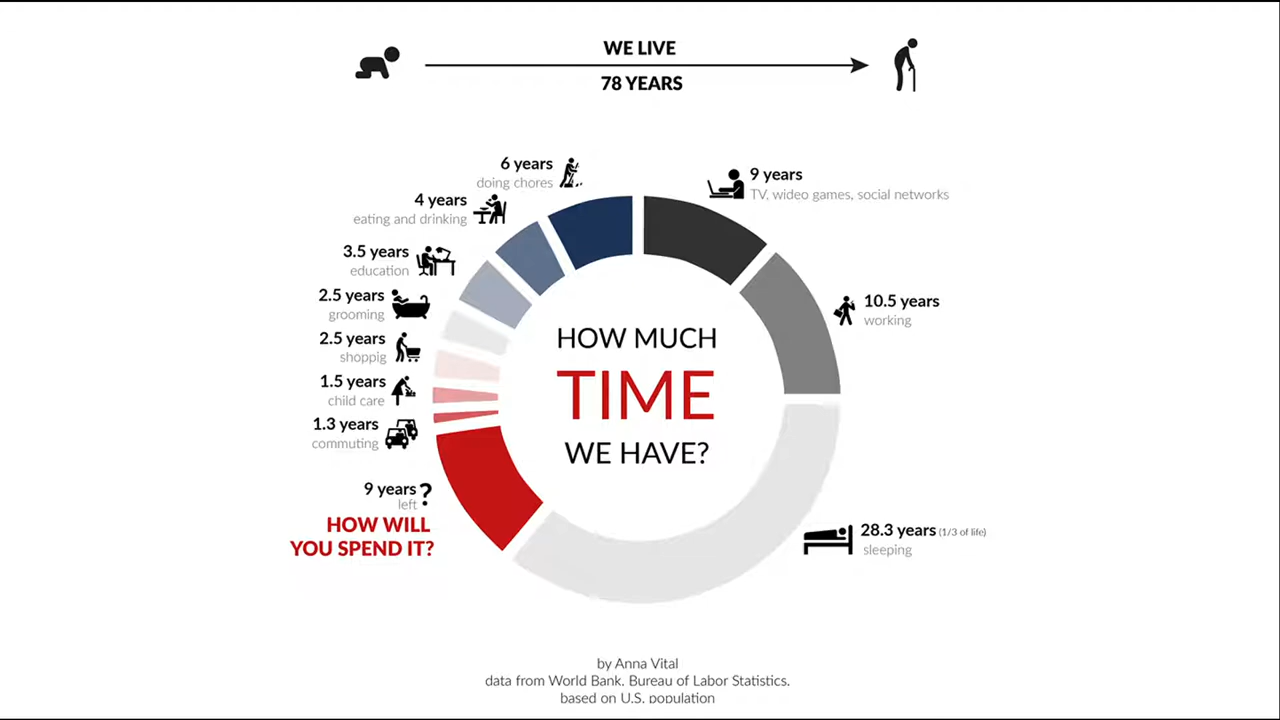 WE LIVE
78 YEARS
6 years
doing chores
9 years
TV, wideo games, social networks
4 years
eating and drinking
3.5 years
education
2.5 years
grooming
2.5 years
shoppig
1.5 years
child care
1.3 years
commuting
9 years ?
left
HOW WILL
YOU SPEND IT?
HOW MUCH
TIME
WE HAVE?
10.5 years
working
28.3 years (1/3 of life)
sleeping
by Anna Vital
data from World Bank. Bureau of Labor Statistics.
based on U.S. population